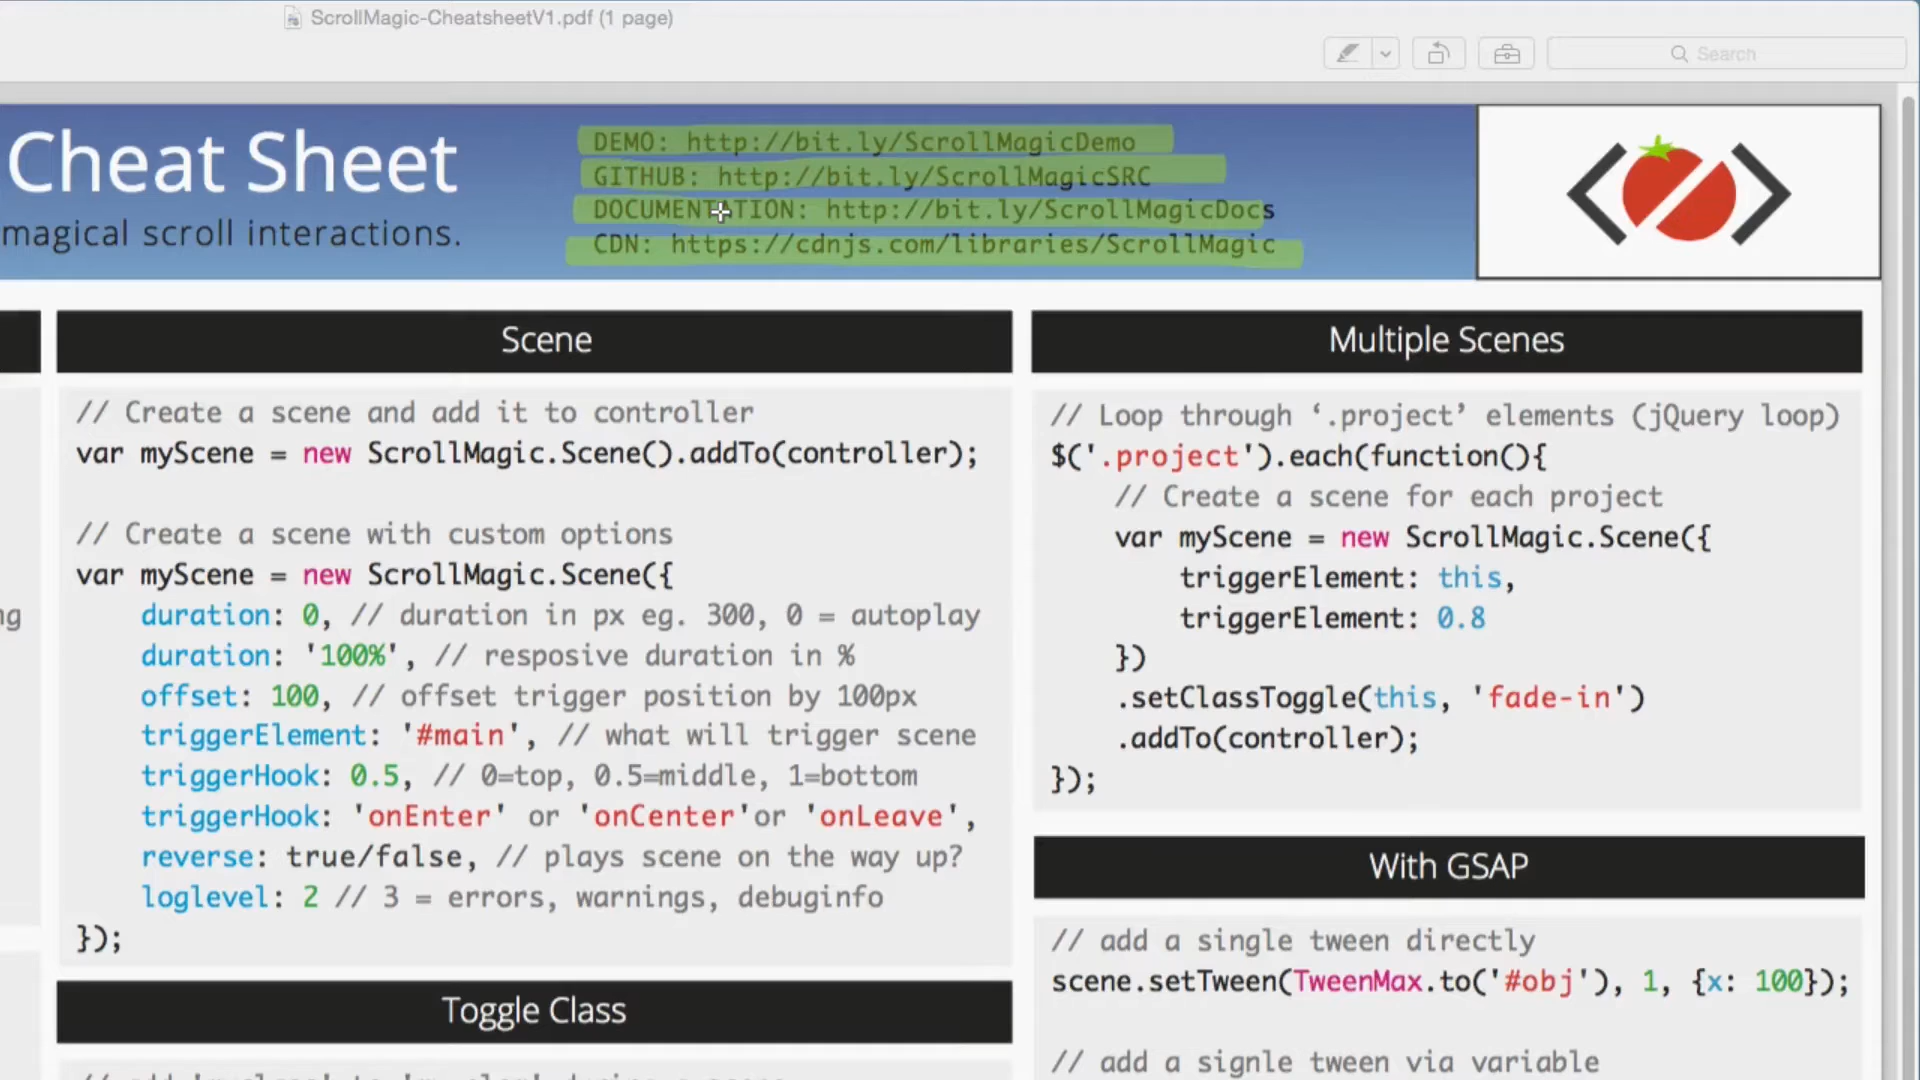 ScrollMagic-CheatsheetV1.pdf (1 page)
Search
Cheat Sheet
magical scroll interactions.
DEMO: http://bit.ly/ScrollMagicDemo
GITHUB: http://bit.ly/ScrollMagicSRC
DOCUMENTATION: http://bit.ly/ScrollMagicDocs
CDN: https://cdnjs.com/libraries/ScrollMagic
ng
Scene
// Create a scene and add it to controller
var myScene = new ScrollMagic.Scene().addTo(controller);
// Create a scene with custom options
var myScene = new ScrollMagic.Scene({
duration: 0, // duration in px eg. 300, 0 = autoplay
duration: '100%', // resposive duration in %
offset: 100, // offset trigger position by 100px
triggerElement: '#main', // what will trigger scene
triggerHook: 0.5, // 0=top, 0.5=middle, 1=bottom
triggerHook: 'onEnter' or 'onCenter'or 'onLeave',
reverse: true/false, // plays scene on the way up?
loglevel: 2 // 3 = errors, warnings, debuginfo
});
Toggle Class
Multiple Scenes
// Loop through ‘.project’ elements (jQuery loop)
$('.project').each(function(){
// Create a scene for each project
var myScene = new ScrollMagic.Scene({
triggerElement: this,
triggerElement: 0.8
})
.setClassToggle(this, 'fade-in')
.addTo(controller);
});
With GSAP
// add a single tween directly
scene.setTween(TweenMax.to('#obj'), 1, {x: 100});
// add a signle tween via variable